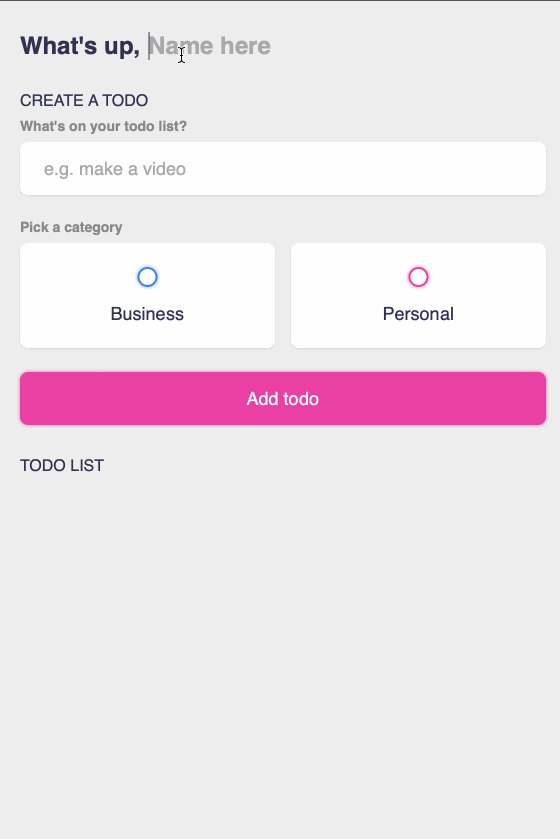 What's up, Name here
CREATE A TODO
What's on your todo list?
e.g. make a video
Pick a category
Business
Personal
Add todo
TODO LIST